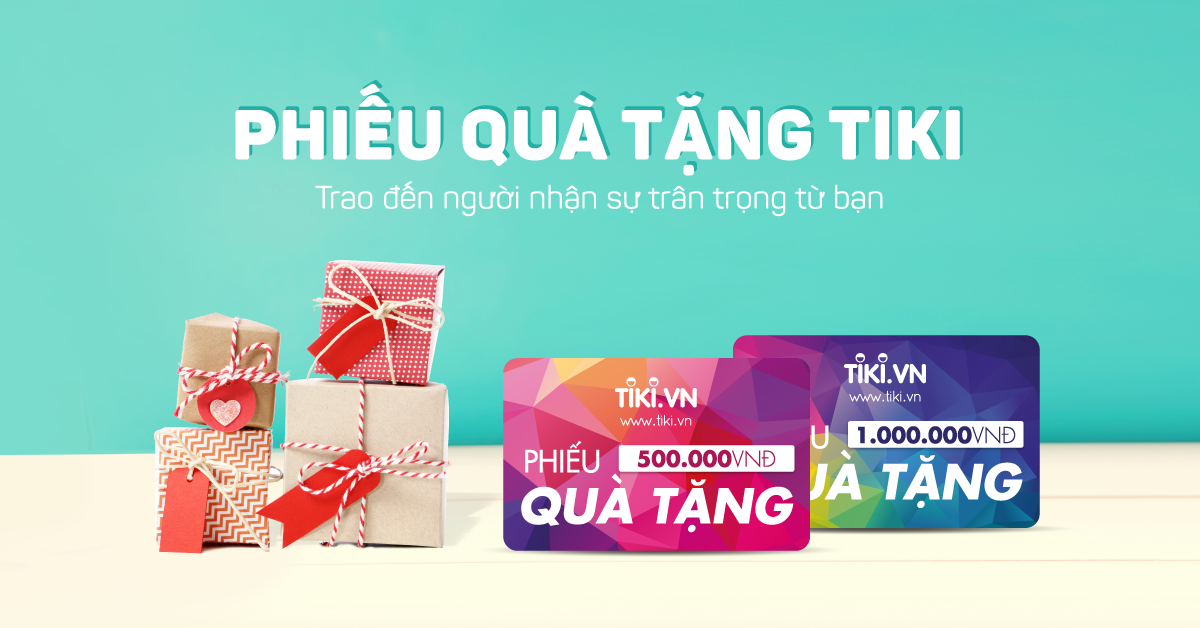 PHIẾU QUÀ TẶNG TIKI
Trao đến người nhận sự trân trọng từ bạn
TIKI.VN
www.tiki.vn
PHIẾU 500.000VNĐ
QUÀ TẶNG
TIKI.VN
www.tiki.vn
U 1.000.000VNĐ
UÀ TẶNG